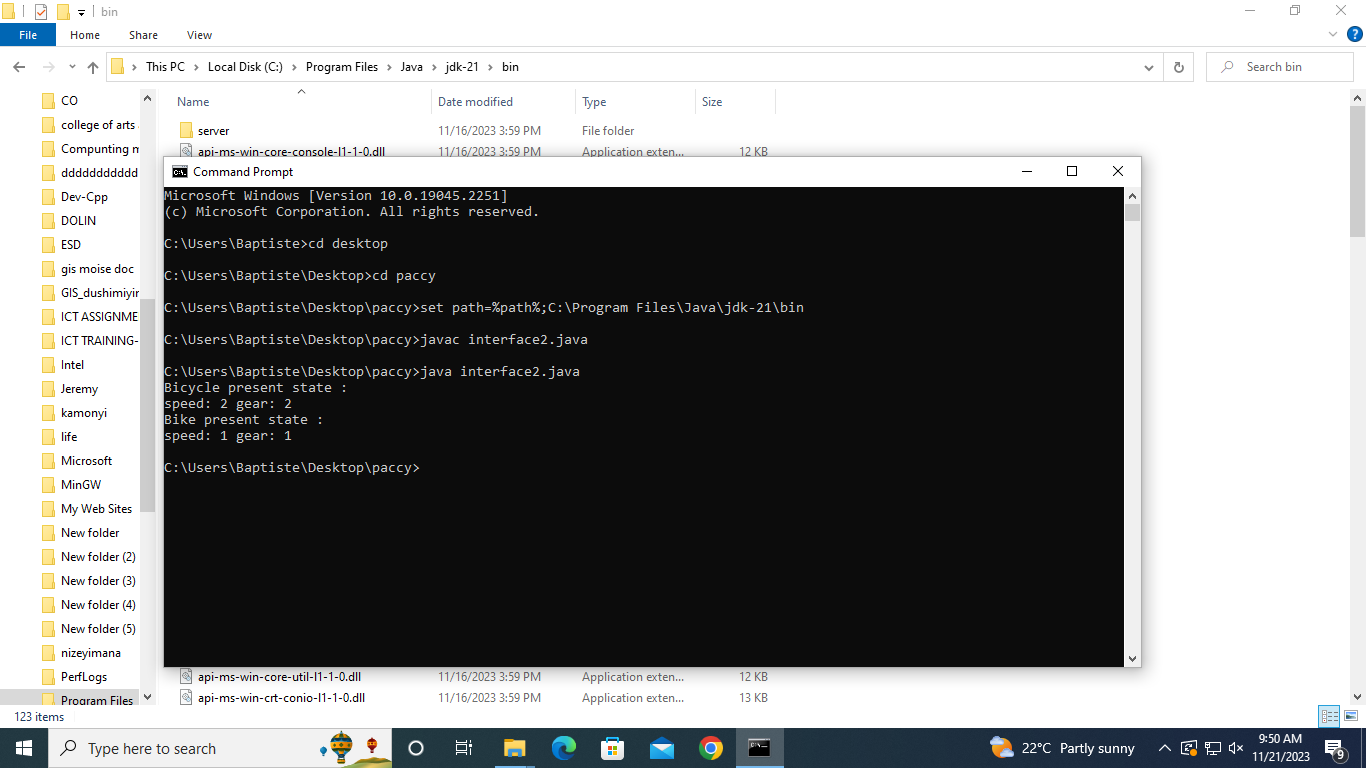 bin
File Home Share View
This PC Local Disk (C:) Program Files Java jdk-21 bin
Search bin
CO
college of arts
Compunting m
ddddddddddd
Dev-Cpp
DOLIN
ESD
gis moise doc
GIS_dushimiyir
ICT ASSIGNME
ICT TRAINING-
Intel
Jeremy
kamonyi
life
Microsoft
MinGW
My Web Sites
New folder
New folder (2)
New folder (3)
New folder (4)
New folder (5)
nizeyimana
PerfLogs
Program Files
Name Date modified Type Size
server 11/16/2023 3:59 PM File folder
api-ms-win-core-console-l1-1-0.dll 11/16/2023 3:59 PM Application exten... 12 KB
Command Prompt
Microsoft Windows [Version 10.0.19045.2251]
(c) Microsoft Corporation. All rights reserved.
C:\Users\Baptiste>cd desktop
C:\Users\Baptiste\Desktop>cd paccy
C:\Users\Baptiste\Desktop\paccy>set path=%path%;C:\Program Files\Java\jdk-21\bin
C:\Users\Baptiste\Desktop\paccy>javac interface2.java
C:\Users\Baptiste\Desktop\paccy>java interface2.java
Bicycle present state :
speed: 2 gear: 2
Bike present state :
speed: 1 gear: 1
C:\Users\Baptiste\Desktop\paccy>
api-ms-win-core-util-l1-1-0.dll 11/16/2023 3:59 PM Application exten... 12 KB
api-ms-win-crt-conio-l1-1-0.dll 11/16/2023 3:59 PM Application exten... 13 KB
123 items
Type here to search
22°C Partly sunny
9:50 AM
11/21/2023
9